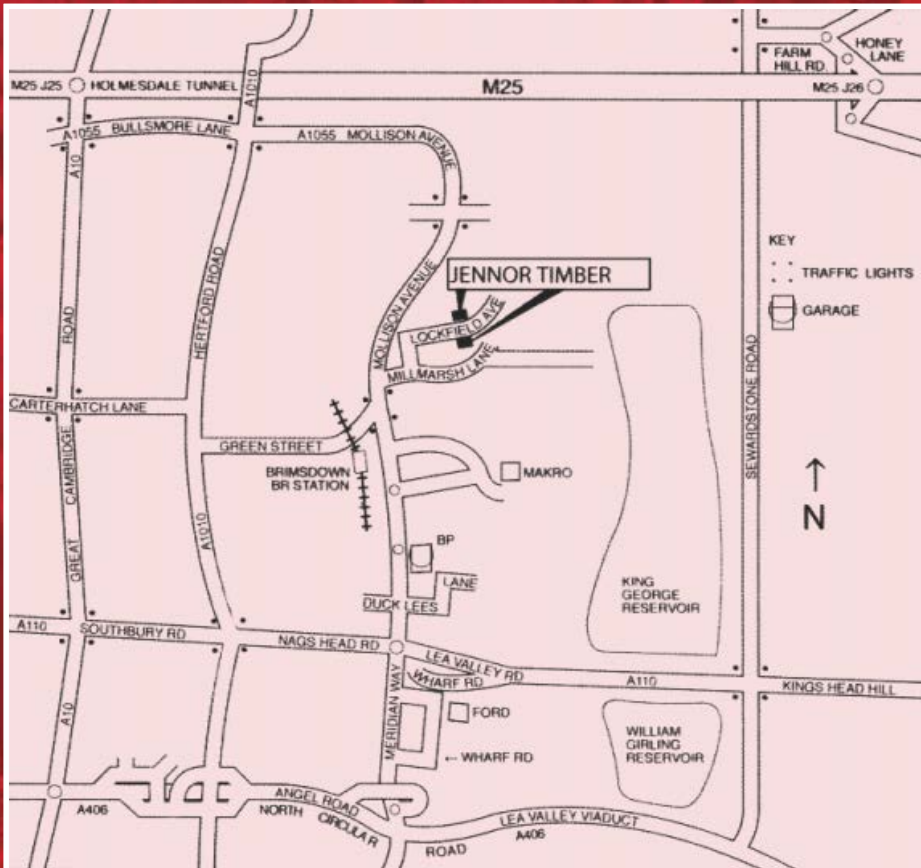 FARM
HILL RD.
HONEY
LANE
M25 J25
HOLMESDALE TUNNEL
A1010
M25
M25 J26
A1055 BULLSMORE LANE
A1055 MOLLISON AVENUE
A10
KEY
TRAFFIC LIGHTS
GARAGE
JENNOR TIMBER
LOCKFIELD AVE
MILLMARSH LANE
MOLLISON AVENUE
HERTFORD ROAD
ROAD
CAMBRIDGE
GREAT
CARTERHATCH LANE
GREEN STREET
BRIMSDOWN
BR STATION
MAKRO
SEWARDSTONE ROAD
N
A1010
BP
LANE
DUCK LEES
KING
GEORGE
RESERVOIR
A110
SOUTHBURY RD
NAGS HEAD RD
LEA VALLEY RD
WHARF RD
A110
KINGS HEAD HILL
A10
MERIDIAN WAY
FORD
← WHARF RD
WILLIAM
GIRLING
RESERVOIR
A406
ANGEL ROAD
NORTH CIRCULAR
ROAD
LEA VALLEY VIADUCT
A406